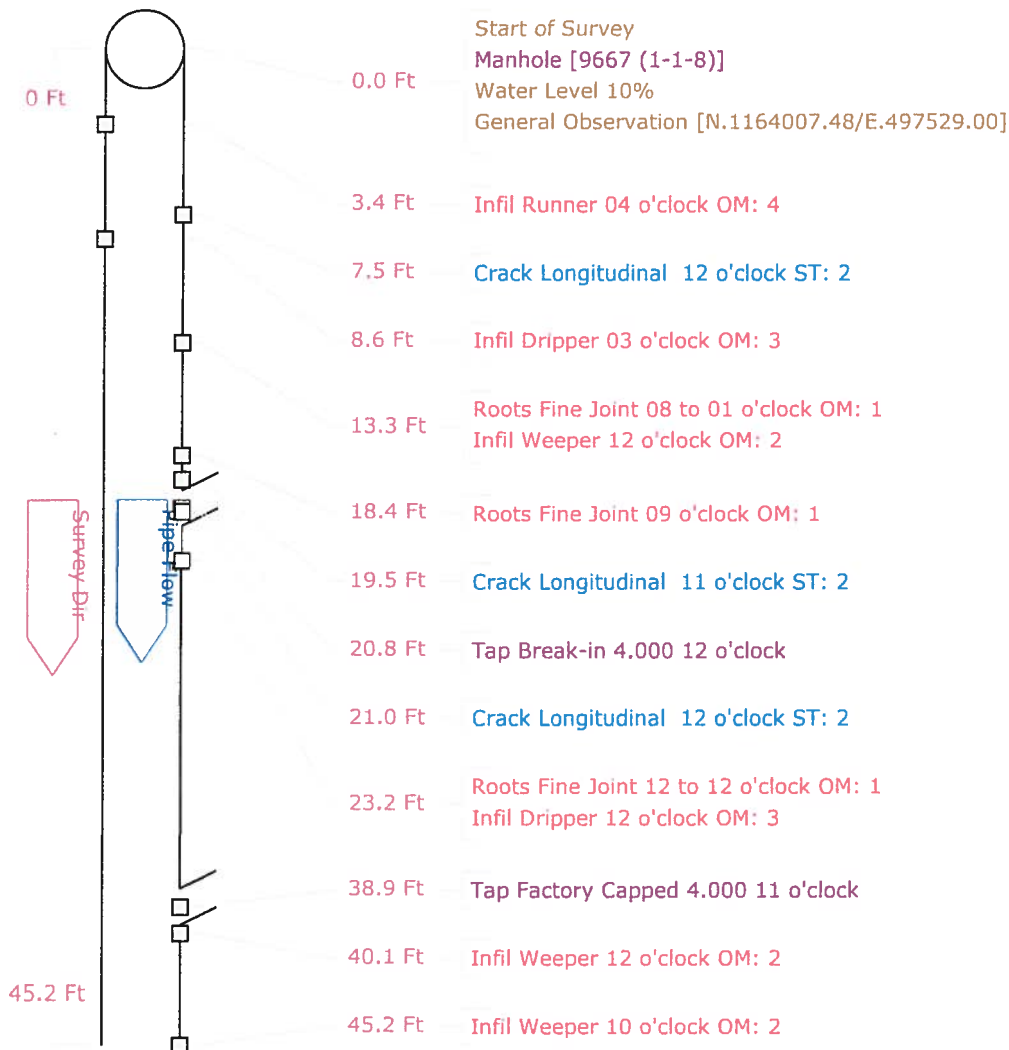 Start of Survey
Manhole [9667 (1-1-8)]
0.0 Ft
Water Level 10%
0 Ft
General Observation [N.1164007.48/E.497529.00]
3.4 Ft Infil Runner 04 o'clock OM: 4
7.5 Ft Crack Longitudinal 12 o'clock ST: 2
8.6 Ft Infil Dripper 03 o'clock OM: 3
13.3 Ft Roots Fine Joint 08 to 01 o'clock OM: 1
Infil Weeper 12 o'clock OM: 2
18.4 Ft Roots Fine Joint 09 o'clock OM: 1
Survey Dir
Pipe Flow
19.5 Ft Crack Longitudinal 11 o'clock ST: 2
20.8 Ft Tap Break-in 4.000 12 o'clock
21.0 Ft Crack Longitudinal 12 o'clock ST: 2
23.2 Ft Roots Fine Joint 12 to 12 o'clock OM: 1
Infil Dripper 12 o'clock OM: 3
38.9 Ft Tap Factory Capped 4.000 11 o'clock
40.1 Ft Infil Weeper 12 o'clock OM: 2
45.2 Ft
45.2 Ft Infil Weeper 10 o'clock OM: 2